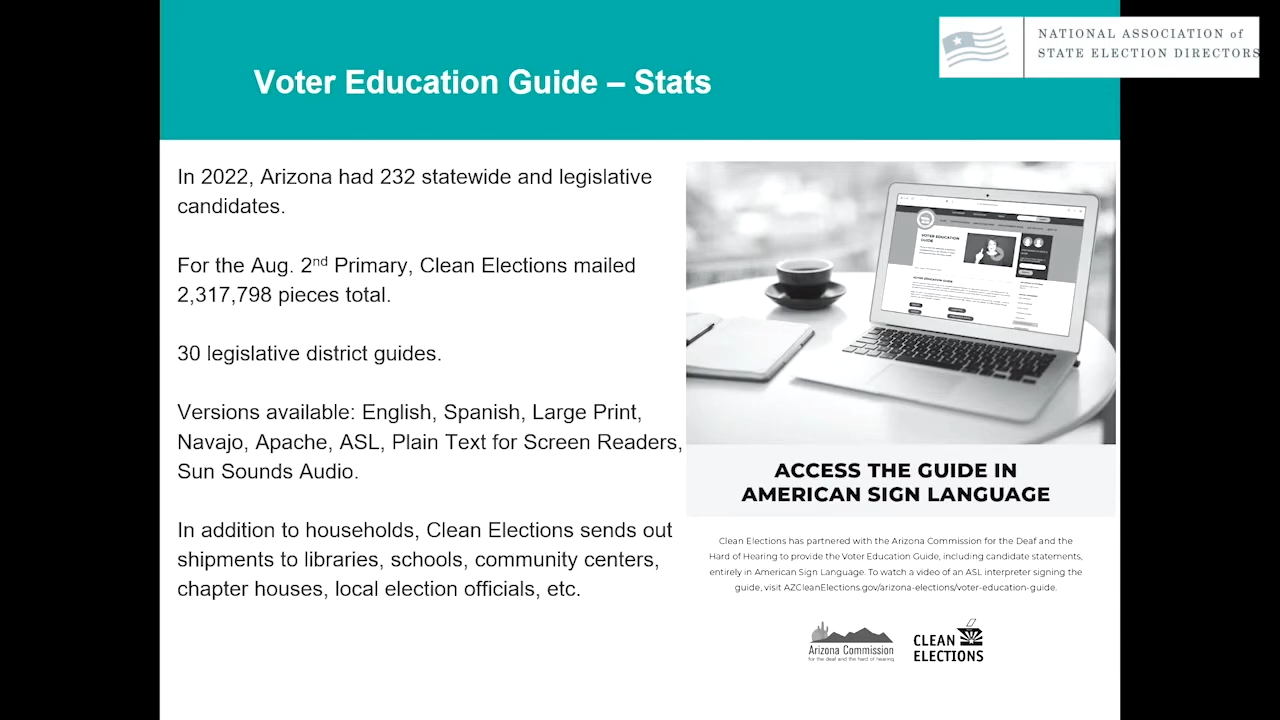 NATIONAL ASSOCIATION of
STATE ELECTION DIRECTORS
Voter Education Guide – Stats
In 2022, Arizona had 232 statewide and legislative
candidates.
For the Aug. 2nd Primary, Clean Elections mailed
2,317,798 pieces total.
30 legislative district guides.
Versions available: English, Spanish, Large Print,
Navajo, Apache, ASL, Plain Text for Screen Readers,
Sun Sounds Audio.
In addition to households, Clean Elections sends out
shipments to libraries, schools, community centers,
chapter houses, local election officials, etc.
VOTER EDUCATION
GUIDE
VOTER EDUCATION GUIDE
ACCESS THE GUIDE IN
AMERICAN SIGN LANGUAGE
Clean Elections has partnered with the Arizona Commission for the Deaf and the
Hard of Hearing to provide the Voter Education Guide, including candidate statements,
entirely in American Sign Language. To watch a video of an ASL interpreter signing the
guide, visit AZCleanElections.gov/arizona-elections/voter-education-guide.
Arizona Commission
for the deaf and the hard of hearing
CLEAN
ELECTIONS